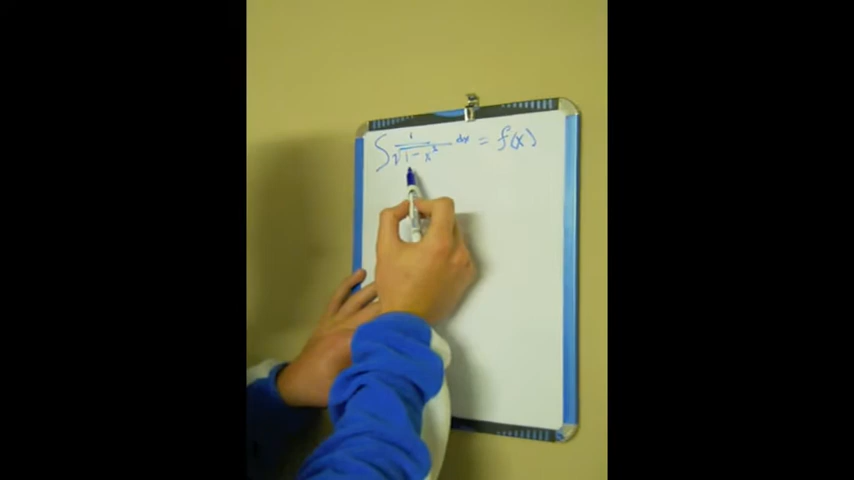 ∫ 1/√(1-x²) dx = f(x)